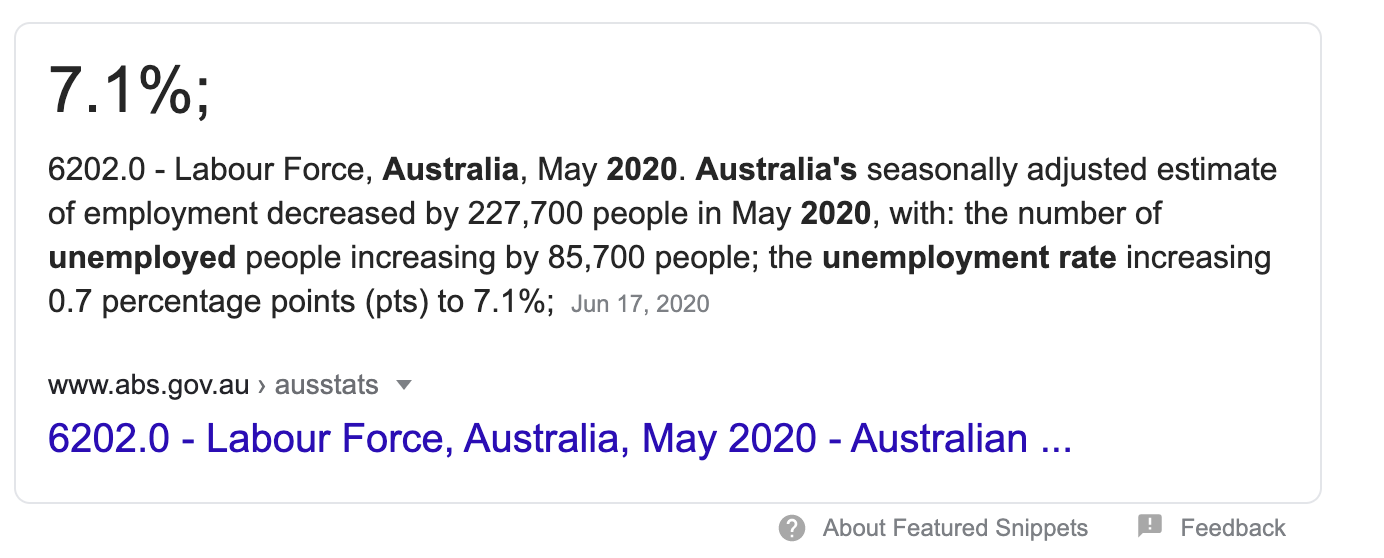 7.1%;
6202.0 - Labour Force, Australia, May 2020. Australia's seasonally adjusted estimate
of employment decreased by 227,700 people in May 2020, with: the number of
unemployed people increasing by 85,700 people; the unemployment rate increasing
0.7 percentage points (pts) to 7.1%; Jun 17, 2020
www.abs.gov.au › ausstats
6202.0 - Labour Force, Australia, May 2020 - Australian ...
About Featured Snippets Feedback